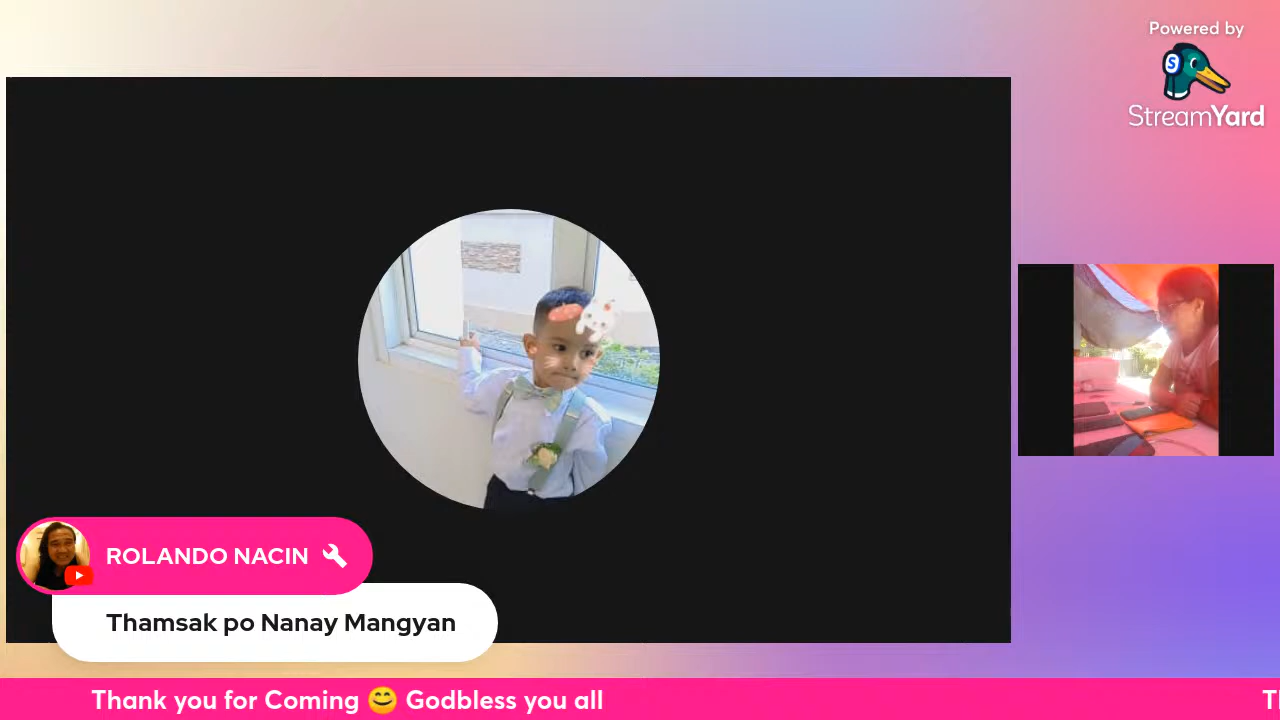 Powered by
StreamYard
ROLANDO NACIN
Thamsak po Nanay Mangyan
Thank you for Coming 😊 Godbless you all